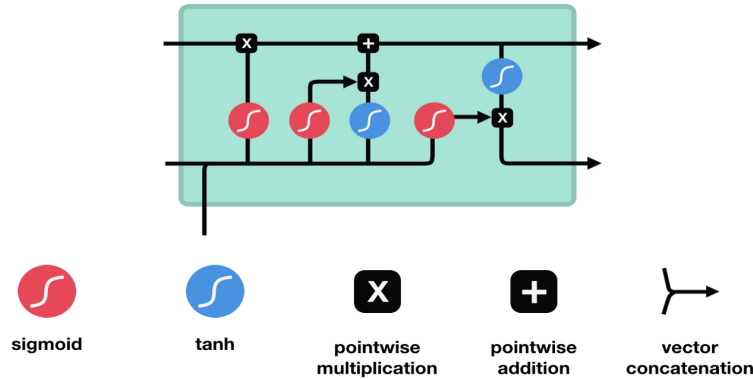 X
+
X
X
X
+
sigmoid
tanh
pointwise
multiplication
pointwise
addition
vector
concatenation